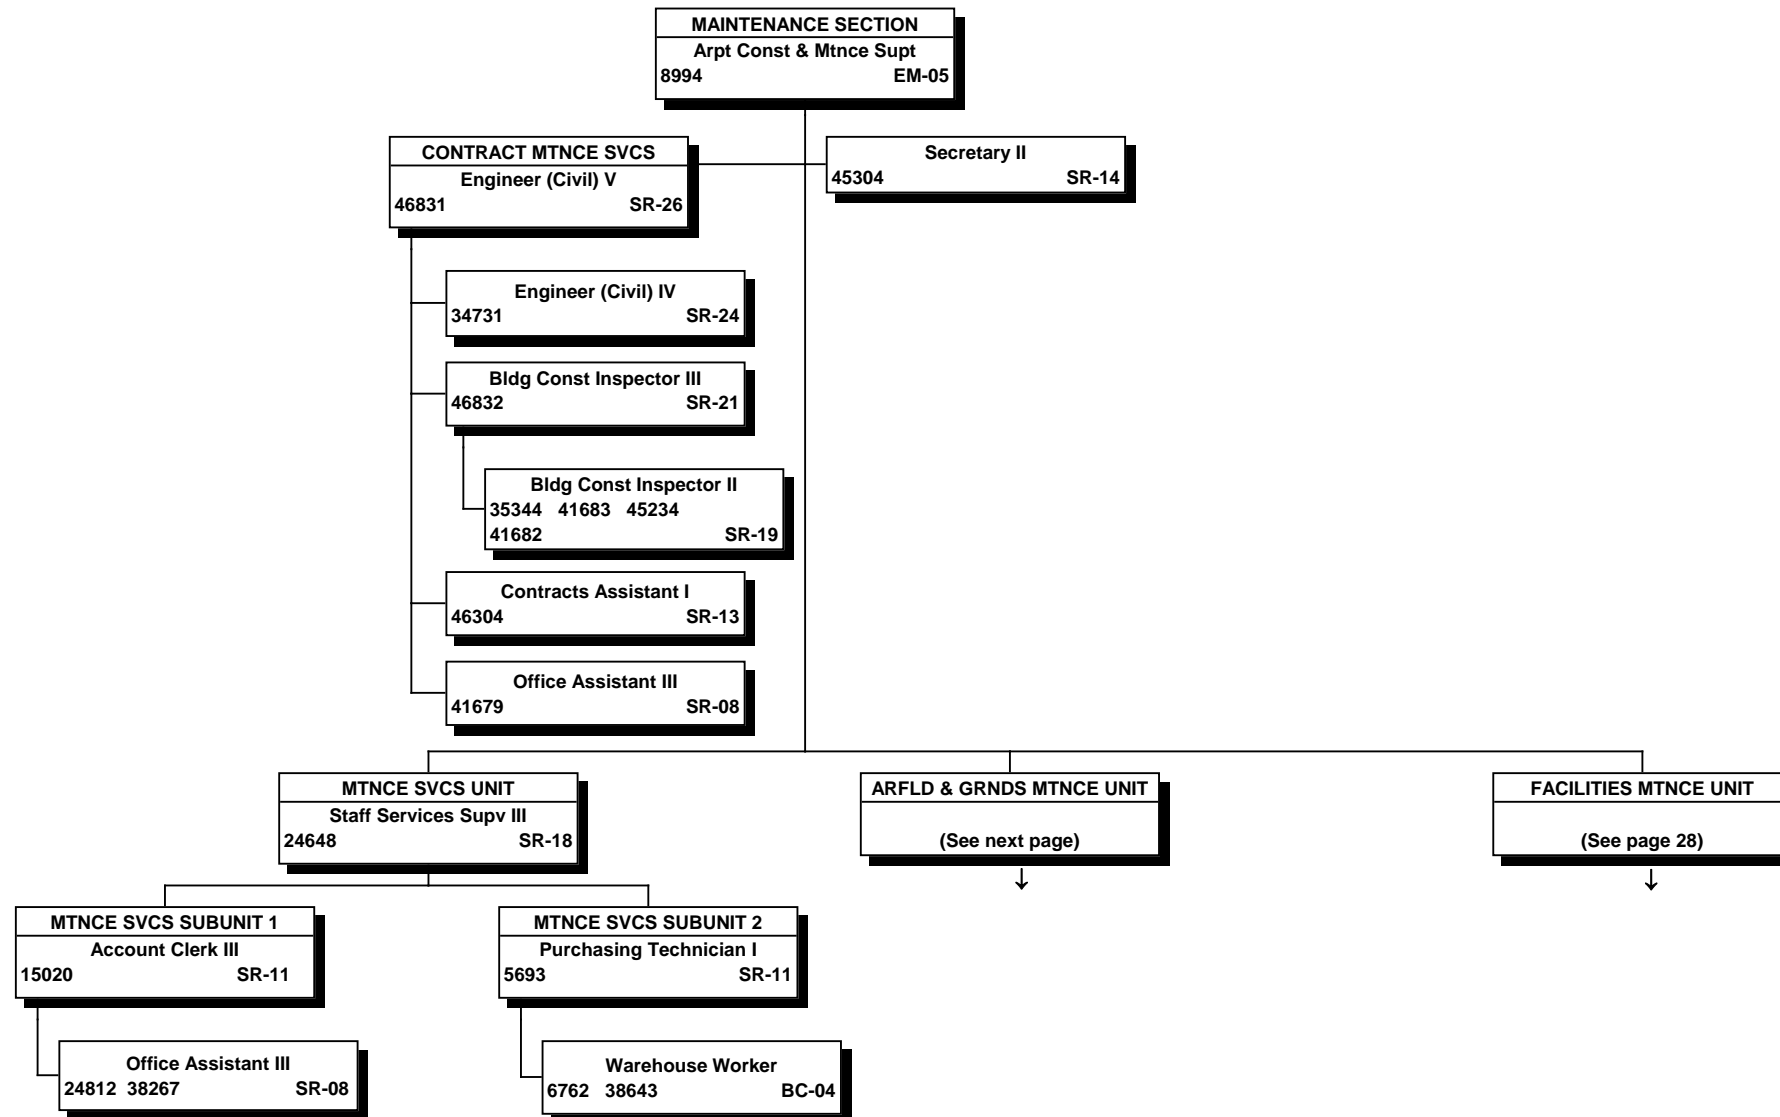 MAINTENANCE SECTION
Arpt Const & Mtnce Supt
8994 EM-05
CONTRACT MTNCE SVCS
Engineer (Civil) V
46831 SR-26
Secretary II
45304 SR-14
Engineer (Civil) IV
34731 SR-24
Bldg Const Inspector III
46832 SR-21
Bldg Const Inspector II
35344 41683 45234
41682 SR-19
Contracts Assistant I
46304 SR-13
Office Assistant III
41679 SR-08
MTNCE SVCS UNIT
Staff Services Supv III
24648 SR-18
ARFLD & GRNDS MTNCE UNIT
(See next page)
FACILITIES MTNCE UNIT
(See page 28)
MTNCE SVCS SUBUNIT 1
Account Clerk III
15020 SR-11
MTNCE SVCS SUBUNIT 2
Purchasing Technician I
5693 SR-11
Office Assistant III
24812 38267 SR-08
Warehouse Worker
6762 38643 BC-04